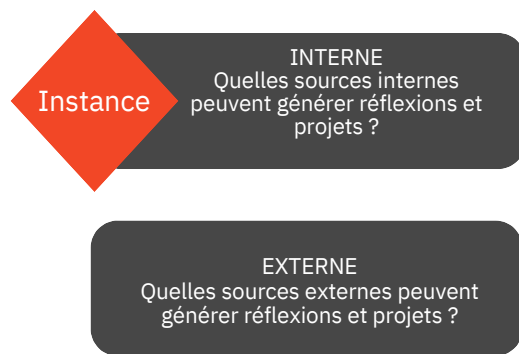 Instance
INTERNE
Quelles sources internes
peuvent générer réflexions et
projets ?
EXTERNE
Quelles sources externes peuvent
générer réflexions et projets ?